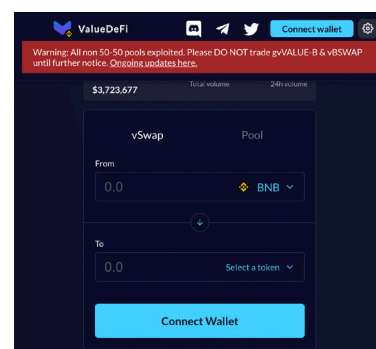 ValueDeFi
Connect wallet
Warning: All non 50-50 pools exploited. Please DO NOT trade gvVALUE-B & vBSWAP
until further notice. Ongoing updates here.
Total volume
24h volume
$3,723,677
vSwap
Pool
From
0.0
BNB
To
0.0
Select a token
Connect Wallet